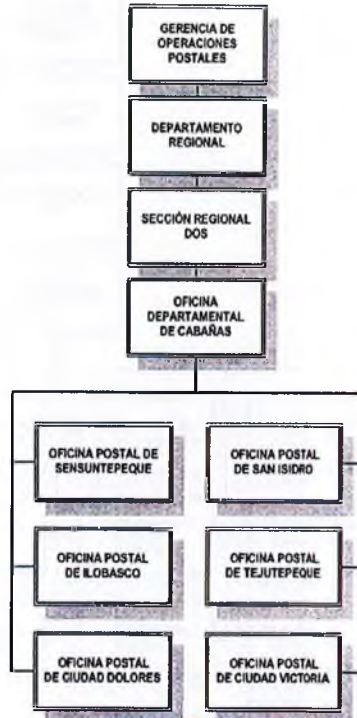 GERENCIA DE
OPERACIONES
POSTALES
DEPARTAMENTO
REGIONAL
SECCIÓN REGIONAL
DOS
OFICINA
DEPARTAMENTAL
DE CABAÑAS
OFICINA POSTAL DE
SENSUNTEPEQUE
OFICINA POSTAL
DE SAN ISIDRO
OFICINA POSTAL
DE ILOBASCO
OFICINA POSTAL
DE TEJUTEPEQUE
OFICINA POSTAL
DE CIUDAD DOLORES
OFICINA POSTAL
DE CIUDAD VICTORIA